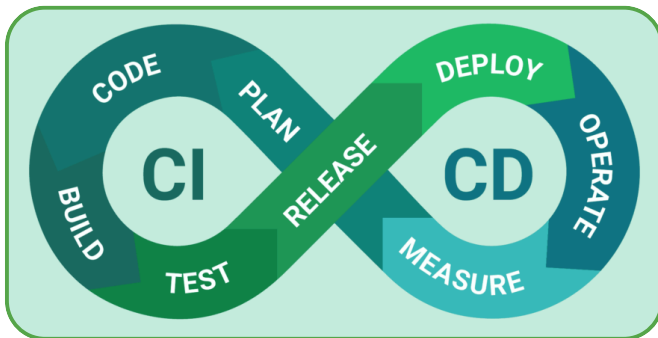 CODE
PLAN
DEPLOY
OPERATE
CI
CD
RELEASE
BUILD
TEST
MEASURE